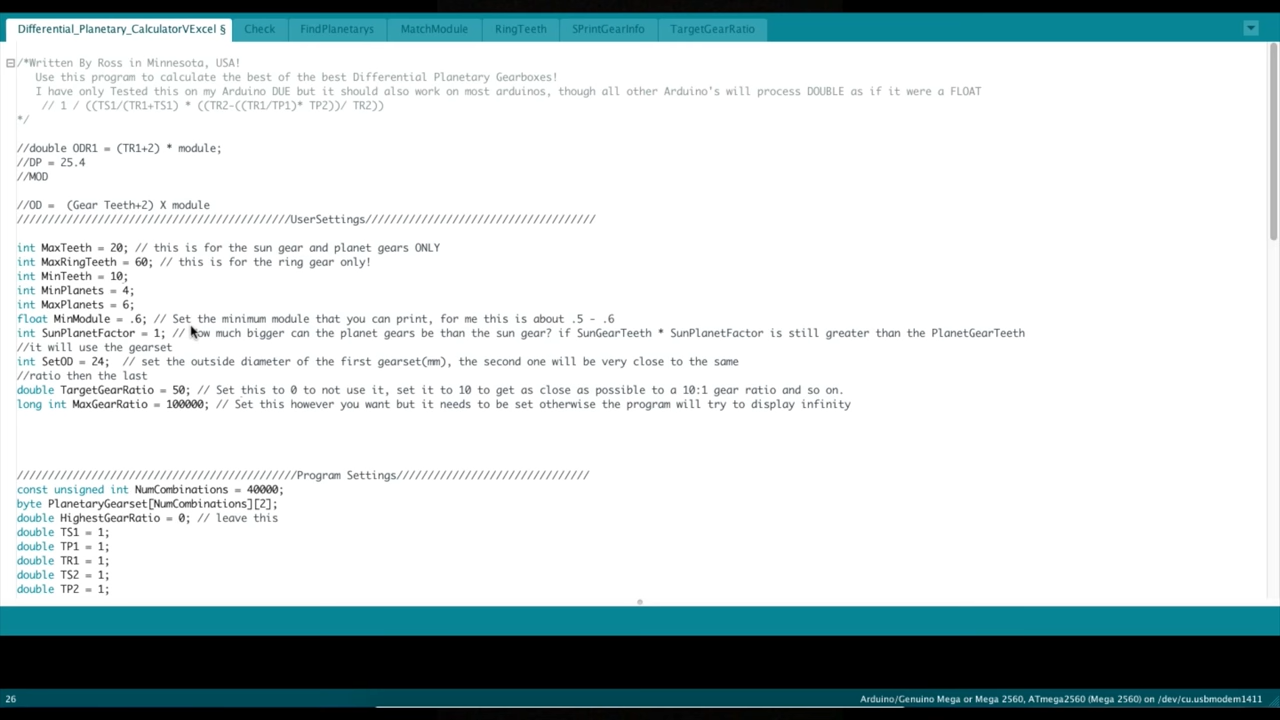 Differential_Planetary_CalculatorVExcel § Check FindPlanetarys MatchModule RingTeeth SPrintGearInfo TargetGearRatio
/*Written By Ross in Minnesota, USA!
Use this program to calculate the best of the best Differential Planetary Gearboxes!
I have only Tested this on my Arduino DUE but it should also work on most arduinos, though all other Arduino's will process DOUBLE as if it were a FLOAT
// 1 / ((TS1/(TR1+TS1) * ((TR2-((TR1/TP1)* TP2))/ TR2))
*/
//double ODR1 = (TR1+2) * module;
//DP = 25.4
//MOD
//OD =  (Gear Teeth+2) X module
////////////////////////////////////////////UserSettings/////////////////////////////////////
int MaxTeeth = 20; // this is for the sun gear and planet gears ONLY
int MaxRingTeeth = 60; // this is for the ring gear only!
int MinTeeth = 10;
int MinPlanets = 4;
int MaxPlanets = 6;
float MinModule = .6; // Set the minimum module that you can print, for me this is about .5 - .6
int SunPlanetFactor = 1; // How much bigger can the planet gears be than the sun gear? if SunGearTeeth * SunPlanetFactor is still greater than the PlanetGearTeeth
//it will use the gearset
int SetOD = 24;  // set the outside diameter of the first gearset(mm), the second one will be very close to the same
//ratio then the last
double TargetGearRatio = 50; // Set this to 0 to not use it, set it to 10 to get as close as possible to a 10:1 gear ratio and so on.
long int MaxGearRatio = 100000; // Set this however you want but it needs to be set otherwise the program will try to display infinity
/////////////////////////////////////////////Program Settings///////////////////////////////
const unsigned int NumCombinations = 40000;
byte PlanetaryGearset[NumCombinations][2];
double HighestGearRatio = 0; // leave this
double TS1 = 1;
double TP1 = 1;
double TR1 = 1;
double TS2 = 1;
double TP2 = 1;
26 Arduino/Genuino Mega or Mega 2560, ATmega2560 (Mega 2560) on /dev/cu.usbmodem1411